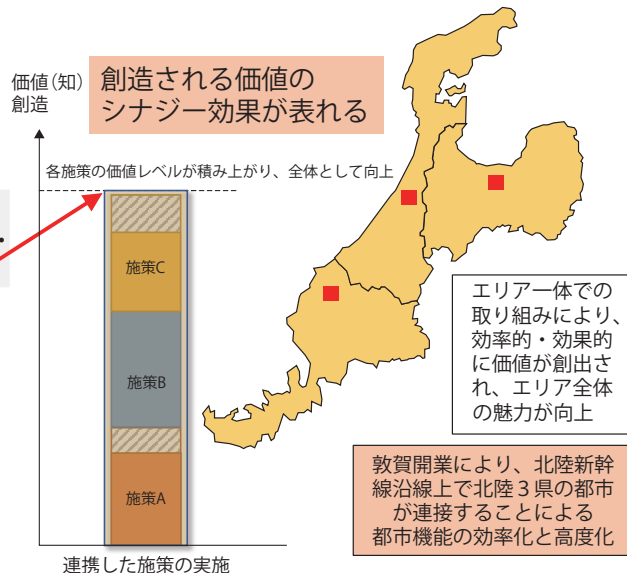 価値(知)
創造
創造される価値の
シナジー効果が表れる
各施策の価値レベルが積み上がり、全体として向上
施策C
施策B
施策A
連携した施策の実施
エリア一体での
取り組みにより、
効率的・効果的
に価値が創出さ
れ、エリア全体
の魅力が向上
敦賀開業により、北陸新幹
線沿線上で北陸3県の都市
が連接することによる
都市機能の効率化と高度化